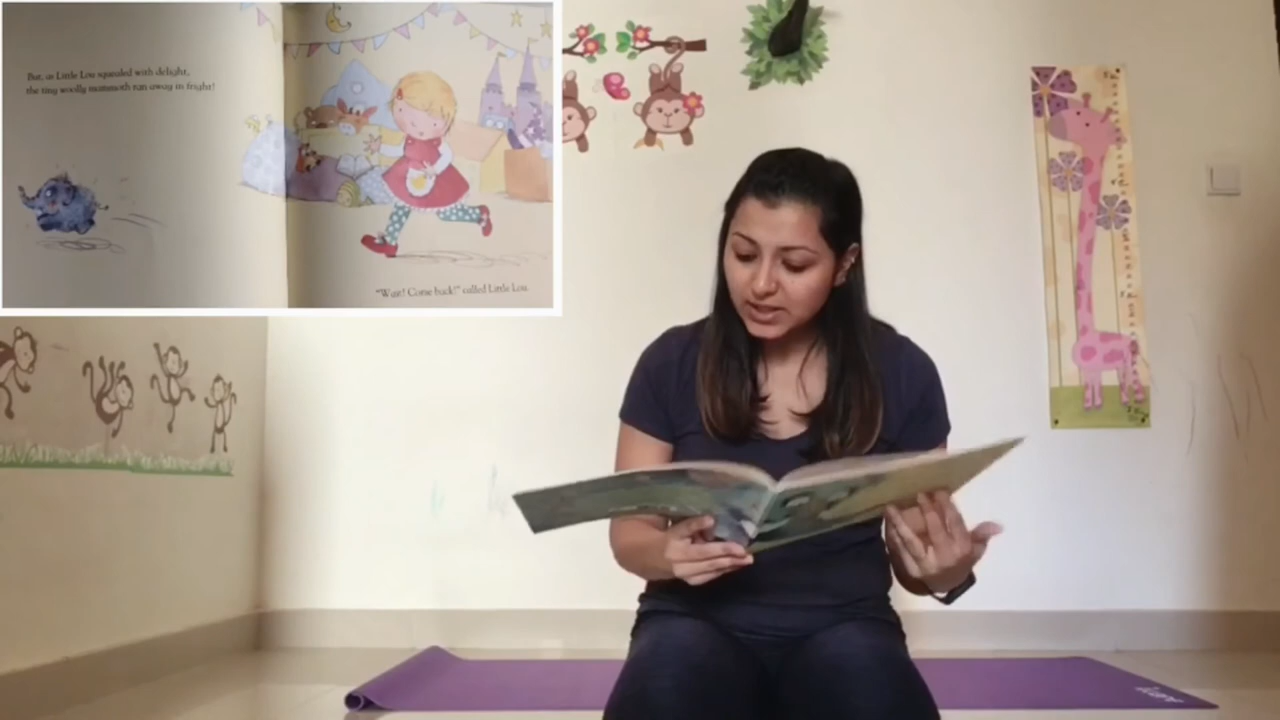 But, as Little Lou squealed with delight,
the tiny woolly mammoth ran away in fright!
"Wait! Come back!" called Little Lou.